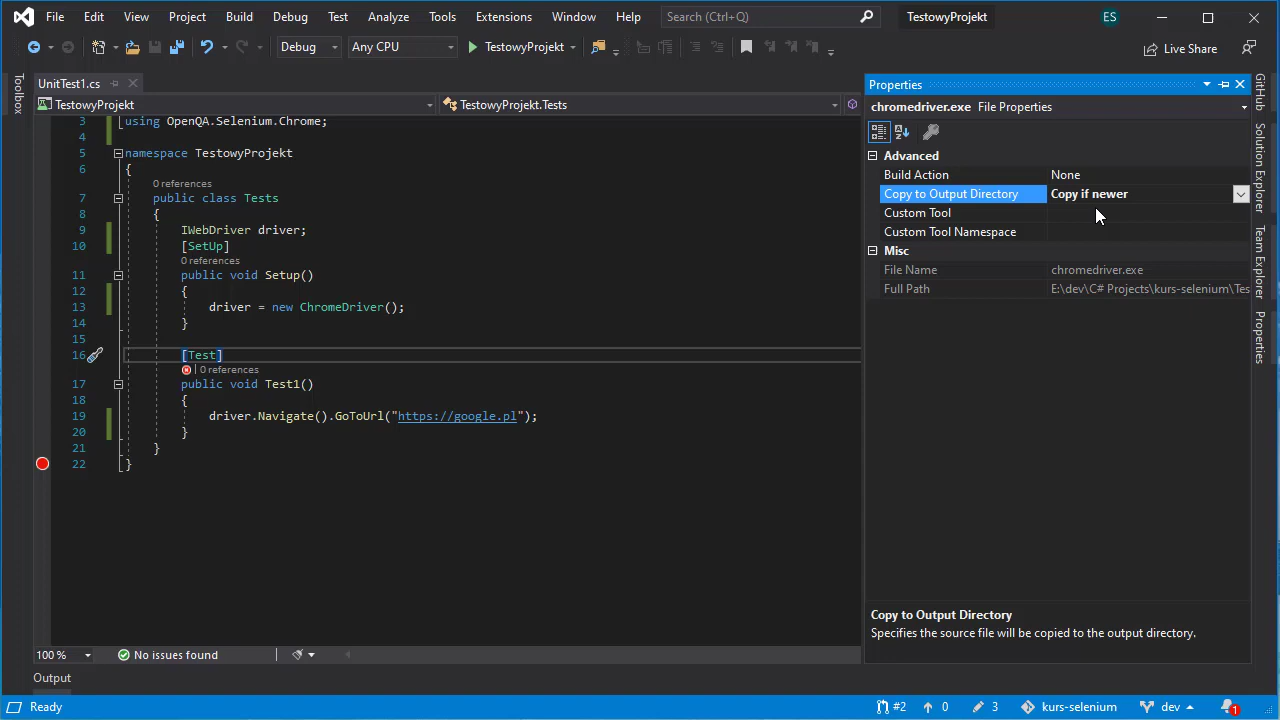 File Edit View Project Build Debug Test Analyze Tools Extensions Window Help Search (Ctrl+Q) TestowyProjekt ES
Debug Any CPU TestowyProjekt Live Share
Toolbox
UnitTest1.cs
TestowyProjekt TestowyProjekt.Tests
3 using OpenQA.Selenium.Chrome;
4
5 namespace TestowyProjekt
6 {
0 references
7 public class Tests
8 {
9 IWebDriver driver;
10 [SetUp]
0 references
11 public void Setup()
12 {
13 driver = new ChromeDriver();
14 }
15
16 [Test]
| 0 references
17 public void Test1()
18 {
19 driver.Navigate().GoToUrl("https://google.pl");
20 }
21 }
22 }
100 % No issues found
Output
Properties
chromedriver.exe File Properties
Advanced
Build Action None
Copy to Output Directory Copy if newer
Custom Tool
Custom Tool Namespace
Misc
File Name chromedriver.exe
Full Path E:\dev\C# Projects\kurs-selenium\Tes
Copy to Output Directory
Specifies the source file will be copied to the output directory.
GitHub
Solution Explorer
Team Explorer
Properties
Ready #2 0 3 kurs-selenium dev 1